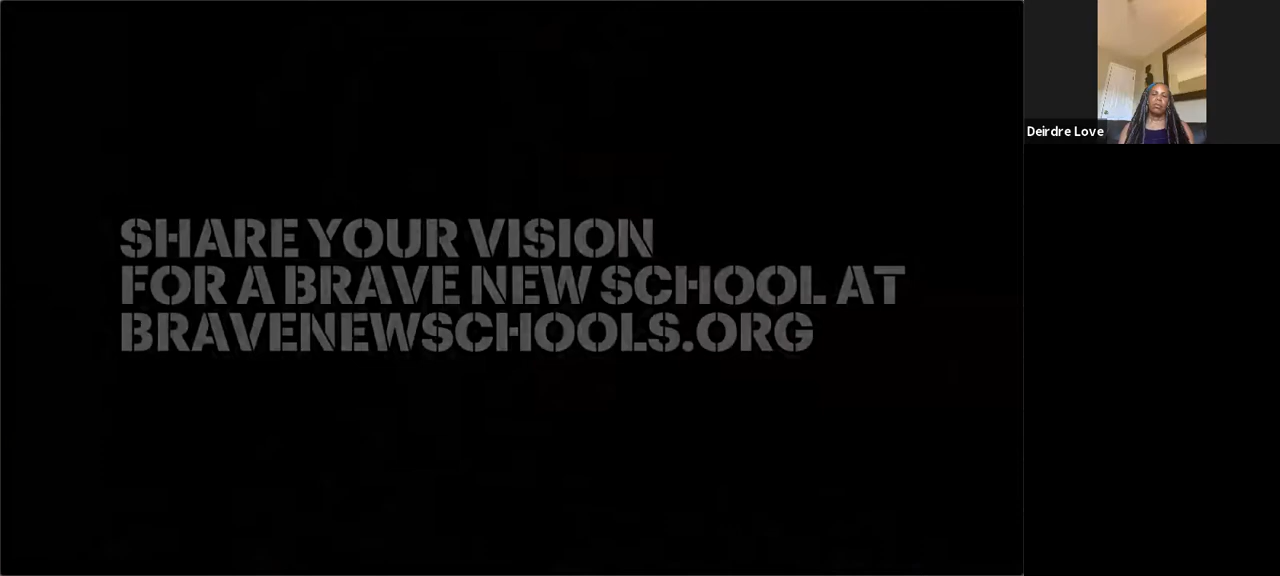 SHARE YOUR VISION
FOR A BRAVE NEW SCHOOL AT
BRAVENEWSCHOOLS.ORG
Deirdre Love